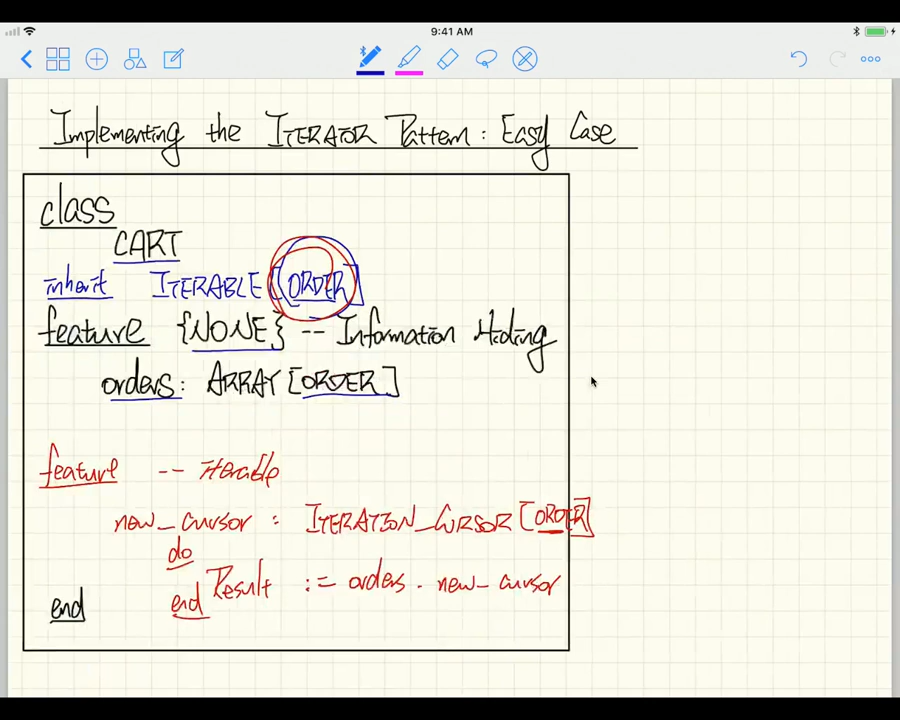 9:41 AM
Implementing the ITERATOR Pattern : Easy Case
class
CART
inherit ITERABLE [ORDER]
feature {NONE} -- Information Hiding
orders : ARRAY [ORDER]
feature -- Iterable
new_cursor : ITERATION_CURSOR [ORDER]
do
Result := orders . new_cursor
end
end